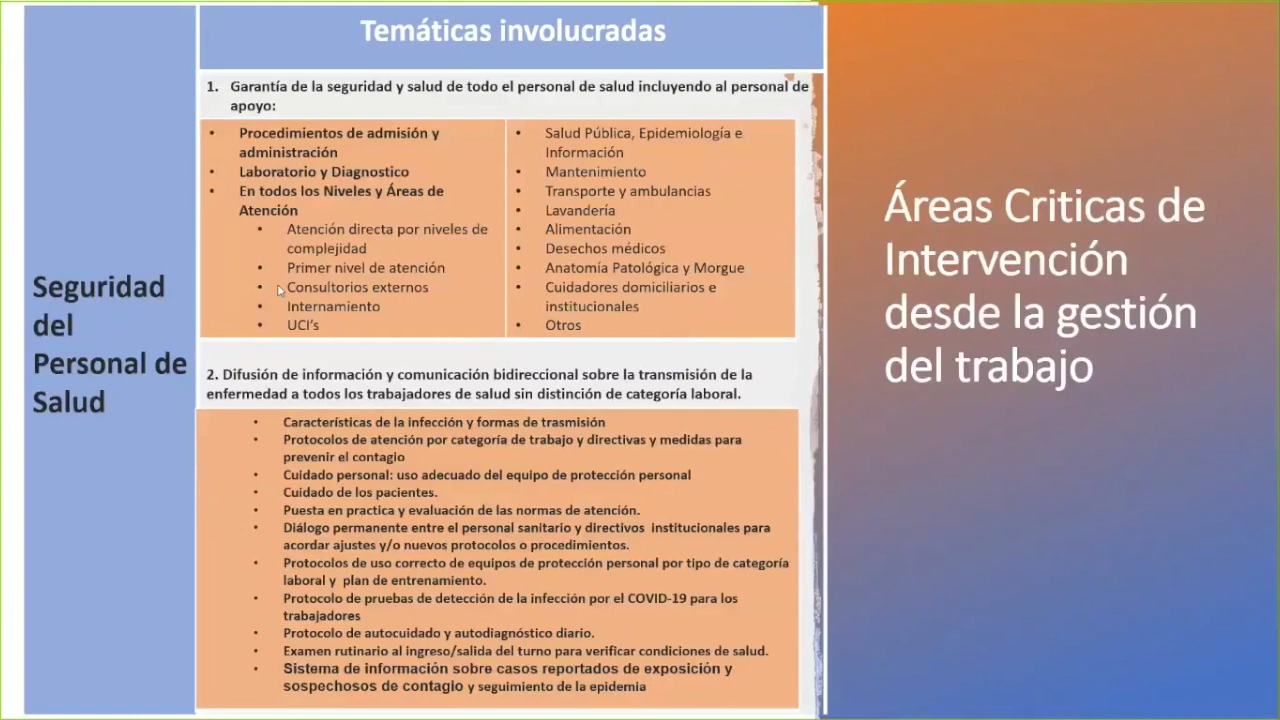 Temáticas involucradas
Seguridad
del
Personal de
Salud
1. Garantía de la seguridad y salud de todo el personal de salud incluyendo al personal de
apoyo:
• Procedimientos de admisión y
administración
• Laboratorio y Diagnostico
• En todos los Niveles y Áreas de
Atención
• Atención directa por niveles de
complejidad
• Primer nivel de atención
• Consultorios externos
• Internamiento
• UCI's
• Salud Pública, Epidemiología e
Información
• Mantenimiento
• Transporte y ambulancias
• Lavandería
• Alimentación
• Desechos médicos
• Anatomía Patológica y Morgue
• Cuidadores domiciliarios e
institucionales
• Otros
2. Difusión de información y comunicación bidireccional sobre la transmisión de la
enfermedad a todos los trabajadores de salud sin distinción de categoría laboral.
• Características de la infección y formas de trasmisión
• Protocolos de atención por categoría de trabajo y directivas y medidas para
prevenir el contagio
• Cuidado personal: uso adecuado del equipo de protección personal
• Cuidado de los pacientes.
• Puesta en practica y evaluación de las normas de atención.
• Diálogo permanente entre el personal sanitario y directivos institucionales para
acordar ajustes y/o nuevos protocolos o procedimientos.
• Protocolos de uso correcto de equipos de protección personal por tipo de categoría
laboral y plan de entrenamiento.
• Protocolo de pruebas de detección de la infección por el COVID-19 para los
trabajadores
• Protocolo de autocuidado y autodiagnóstico diario.
• Examen rutinario al ingreso/salida del turno para verificar condiciones de salud.
• Sistema de información sobre casos reportados de exposición y
sospechosos de contagio y seguimiento de la epidemia
Áreas Criticas de
Intervención
desde la gestión
del trabajo